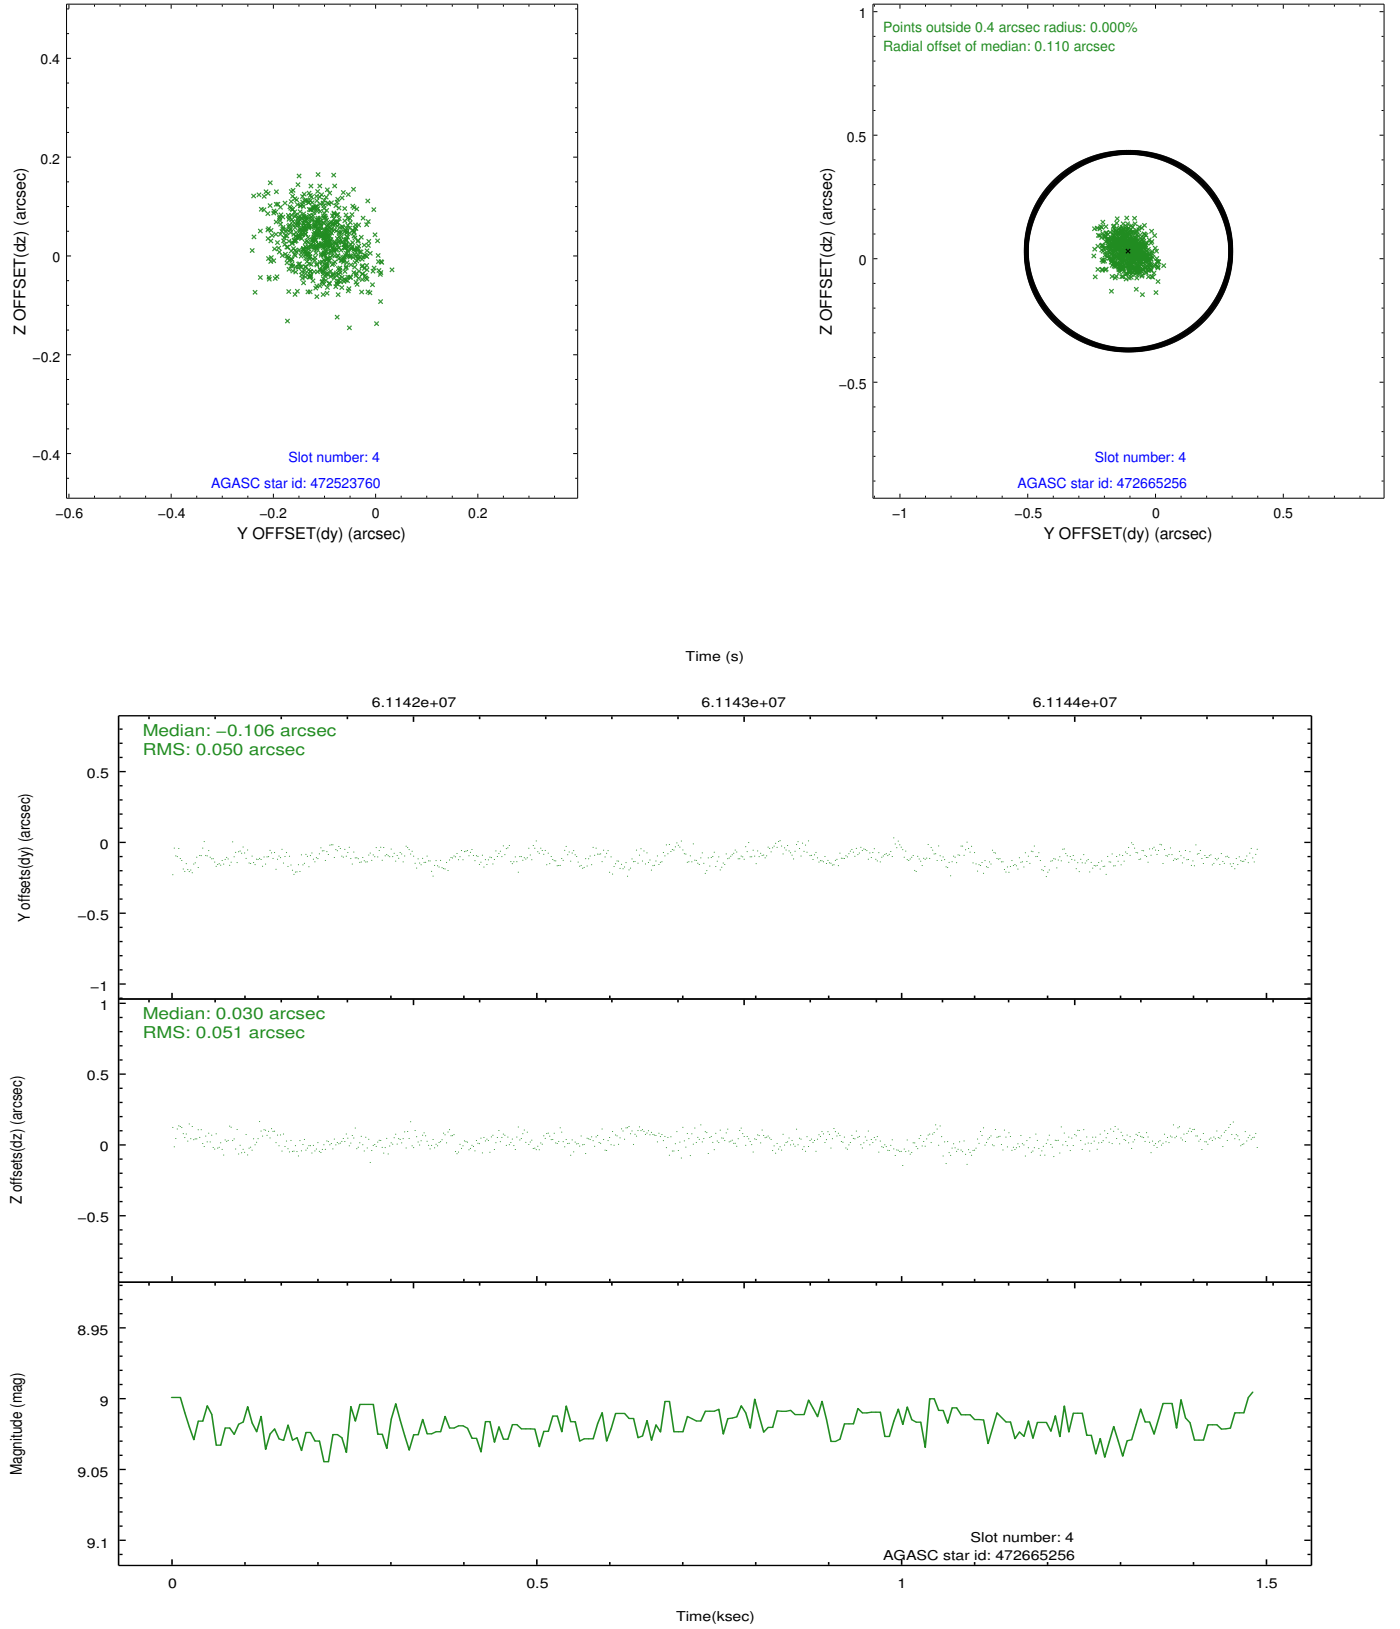 0.4
0.2
0
−0.2
−0.4
Z OFFSET(dz) (arcsec)
Slot number: 4
AGASC star id: 472523760
−0.6
−0.4
−0.2
0
0.2
Y OFFSET(dy) (arcsec)
Points outside 0.4 arcsec radius: 0.000%
Radial offset of median: 0.110 arcsec
1
0.5
0
−0.5
Z OFFSET(dz) (arcsec)
Slot number: 4
AGASC star id: 472665256
−1
−0.5
0
0.5
Y OFFSET(dy) (arcsec)
Time (s)
6.1142e+07
6.1143e+07
6.1144e+07
Median: −0.106 arcsec
RMS: 0.050 arcsec
0.5
0
−0.5
−1
Y offsets(dy) (arcsec)
Median: 0.030 arcsec
RMS: 0.051 arcsec
1
0.5
0
−0.5
Z offsets(dz) (arcsec)
8.95
9
9.05
9.1
Magnitude (mag)
Slot number: 4
AGASC star id: 472665256
0
0.5
1
1.5
Time(ksec)